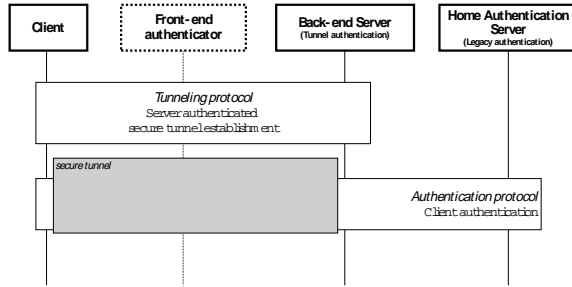 Client
Front-end
authenticator
Back-end Server
(Tunnel authentication)
Home Authentication
Server
(Legacy authentication)
Tunneling protocol
Server authenticated
secure tunnel establishment
secure tunnel
Authentication protocol
Client authentication